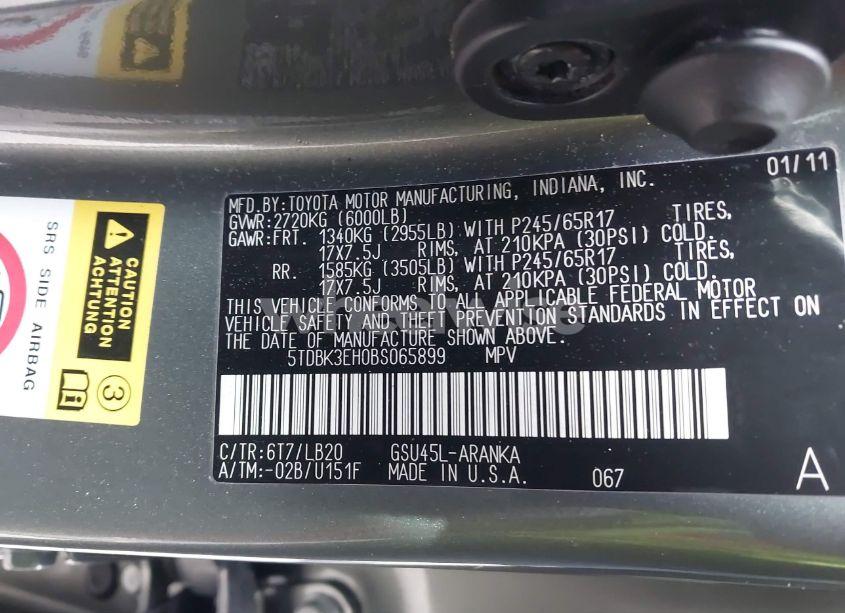 SRS SIDE AIRBAG
CAUTION
ATTENTION
ACHTUNG
3
01/11
MFD.BY:TOYOTA MOTOR MANUFACTURING, INDIANA, INC.
GVWR:2720KG (6000LB)
GAWR:FRT. 1340KG (2955LB) WITH P245/65R17 TIRES,
17X7.5J RIMS, AT 210KPA (30PSI) COLD.
RR. 1585KG (3505LB) WITH P245/65R17 TIRES,
17X7.5J RIMS, AT 210KPA (30PSI) COLD.
THIS VEHICLE CONFORMS TO ALL APPLICABLE FEDERAL MOTOR
VEHICLE SAFETY AND THEFT PREVENTION STANDARDS IN EFFECT ON
THE DATE OF MANUFACTURE SHOWN ABOVE.
5TDBK3EH0BS065899 MPV
C/TR:6T7/LB20 GSU45L-ARANKA
A/TM:-02B/U151F MADE IN U.S.A. 067 A